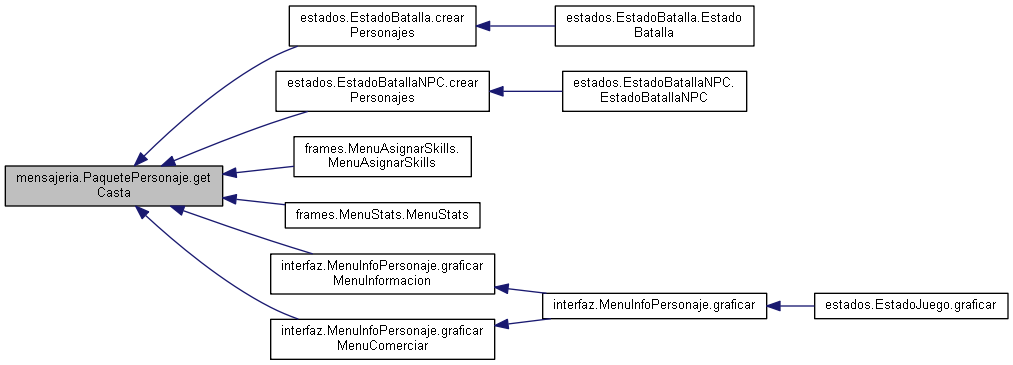 estados.EstadoBatalla.crear
Personajes
estados.EstadoBatalla.Estado
Batalla
estados.EstadoBatallaNPC.crear
Personajes
estados.EstadoBatallaNPC.
EstadoBatallaNPC
frames.MenuAsignarSkills.
MenuAsignarSkills
mensajeria.PaquetePersonaje.get
Casta
frames.MenuStats.MenuStats
interfaz.MenuInfoPersonaje.graficar
MenuInformacion
interfaz.MenuInfoPersonaje.graficar
estados.EstadoJuego.graficar
interfaz.MenuInfoPersonaje.graficar
MenuComerciar